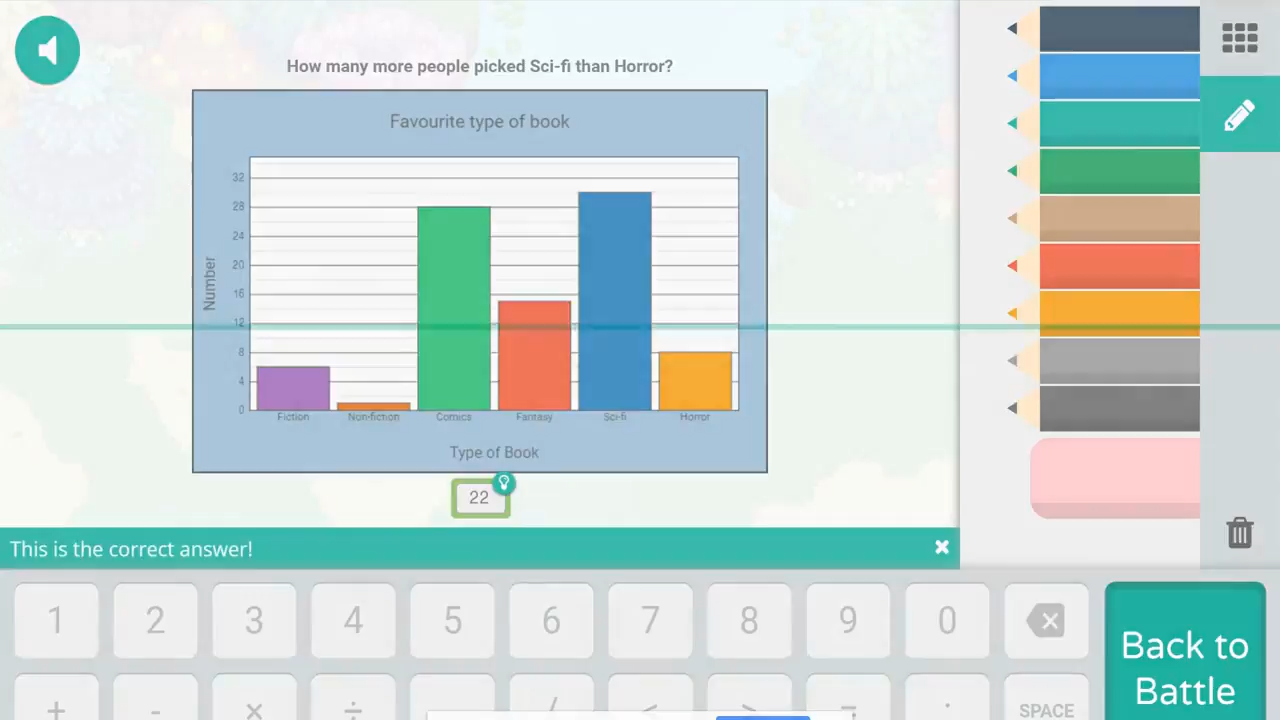 How many more people picked Sci-fi than Horror?
Favourite type of book
32
28
24
20
16
12
8
4
0
Number
Fiction Non-fiction Comics Fantasy Sci-fi Horror
Type of Book
22
This is the correct answer!
1 2 3 4 5 6 7 8 9 0
Back to
Battle
+ - × ÷ / < > = . SPACE